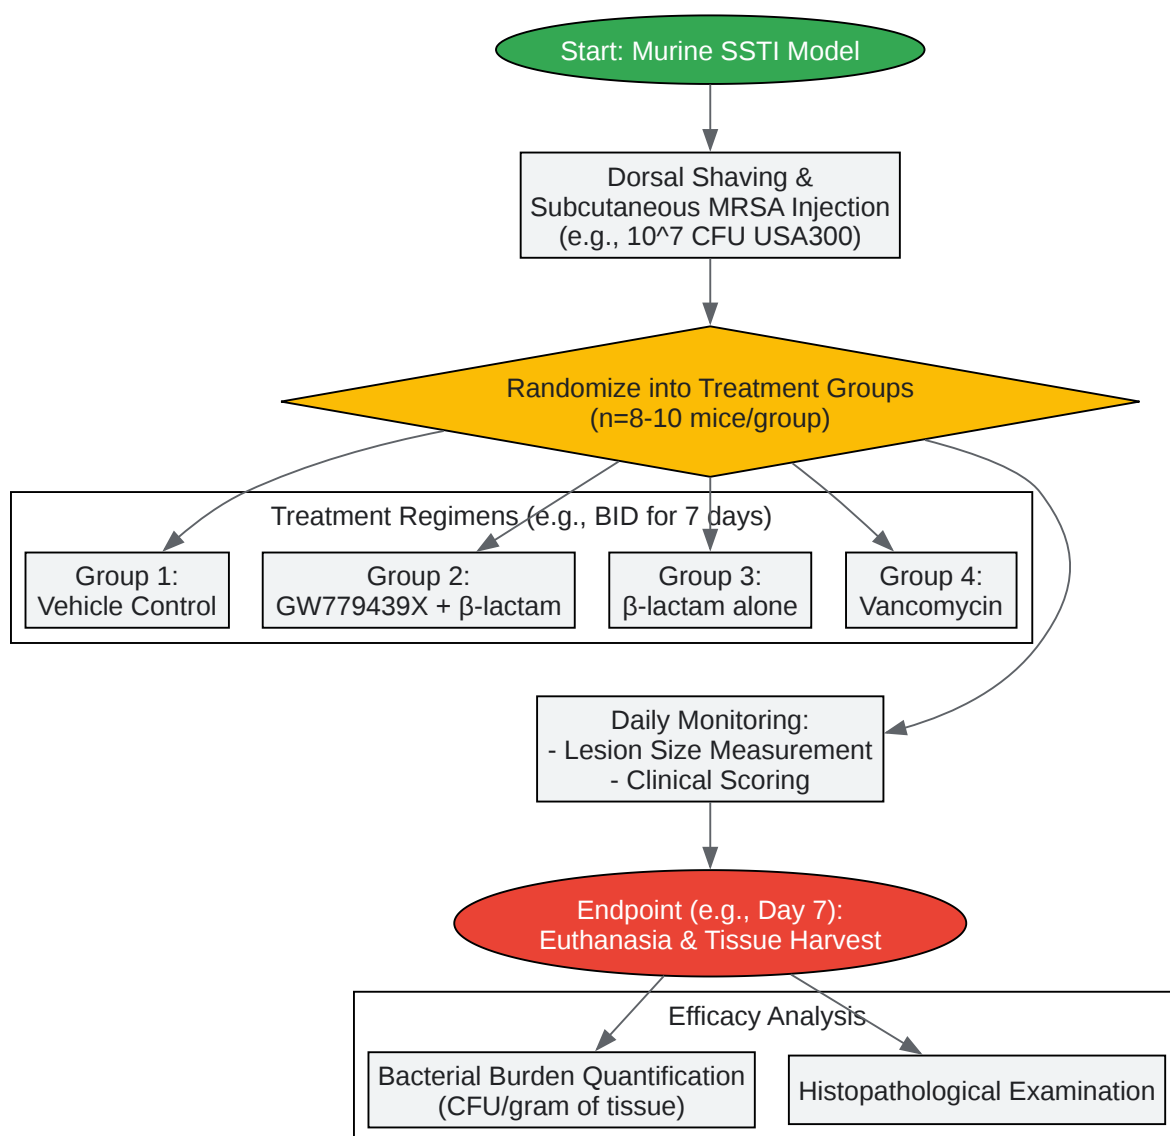 Start: Murine SSTI Model
Dorsal Shaving &
Subcutaneous MRSA Injection
(e.g., 10^7 CFU USA300)
Randomize into Treatment Groups
(n=8-10 mice/group)
Treatment Regimens (e.g., BID for 7 days)
Group 1:
Vehicle Control
Group 2:
GW779439X + β-lactam
Group 3:
β-lactam alone
Group 4:
Vancomycin
Daily Monitoring:
- Lesion Size Measurement
- Clinical Scoring
Endpoint (e.g., Day 7):
Euthanasia & Tissue Harvest
Efficacy Analysis
Bacterial Burden Quantification
(CFU/gram of tissue)
Histopathological Examination